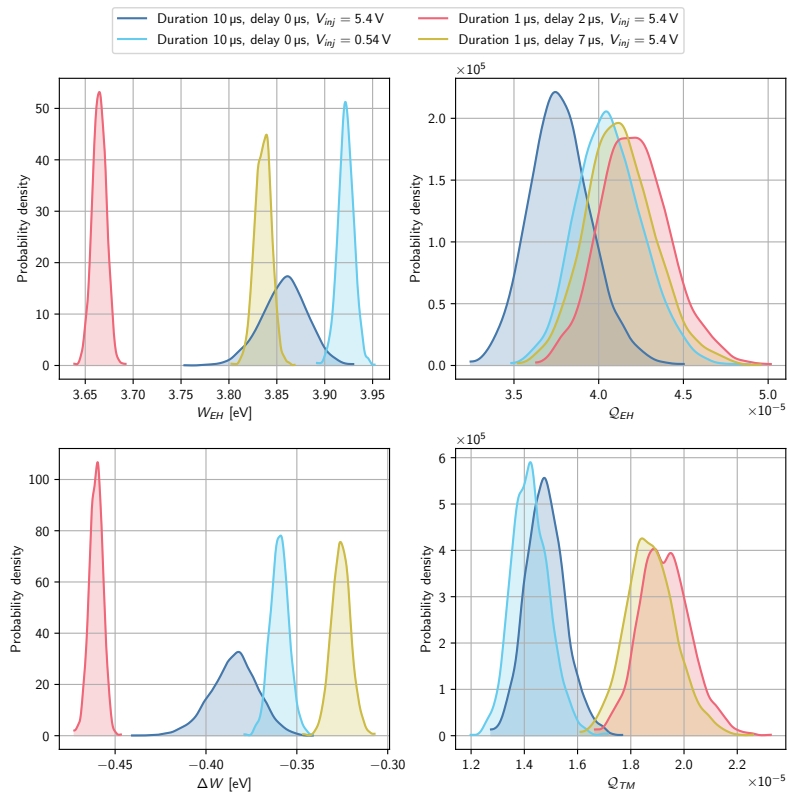 Duration 10 μs, delay 0 μs, V_inj = 5.4 V
Duration 1 μs, delay 2 μs, V_inj = 5.4 V
Duration 10 μs, delay 0 μs, V_inj = 0.54 V
Duration 1 μs, delay 7 μs, V_inj = 5.4 V
Probability density
50
40
30
20
10
0
3.65 3.70 3.75 3.80 3.85 3.90 3.95
W_EH [eV]
×10⁵
Probability density
2.0
1.5
1.0
0.5
0.0
3.5 4.0 4.5 5.0
×10⁻⁵
Q_EH
Probability density
100
80
60
40
20
0
−0.45 −0.40 −0.35 −0.30
ΔW [eV]
×10⁵
Probability density
6
5
4
3
2
1
0
1.2 1.4 1.6 1.8 2.0 2.2
×10⁻⁵
Q_TM